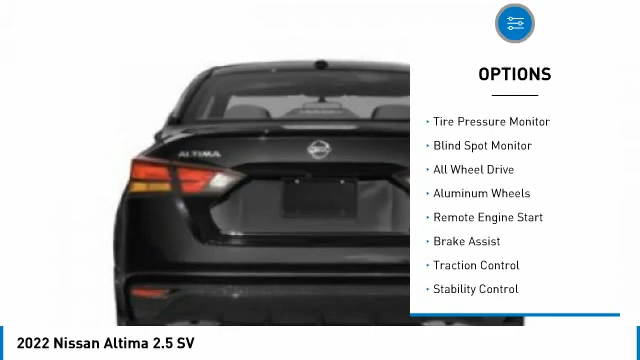 OPTIONS
Tire Pressure Monitor
Blind Spot Monitor
All Wheel Drive
Aluminum Wheels
Remote Engine Start
Brake Assist
Traction Control
Stability Control
ALTIMA
2022 Nissan Altima 2.5 SV